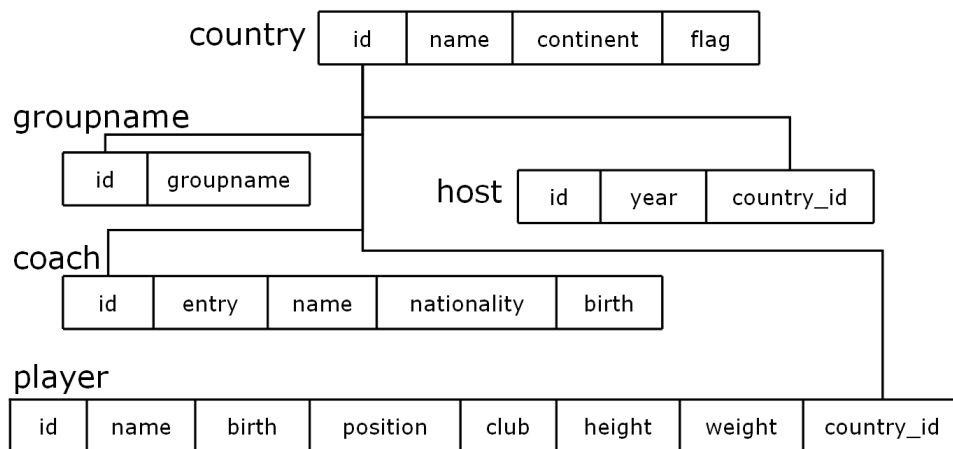 country id name continent flag
groupname
id groupname
host id year country_id
coach
id entry name nationality birth
player
id name birth position club height weight country_id